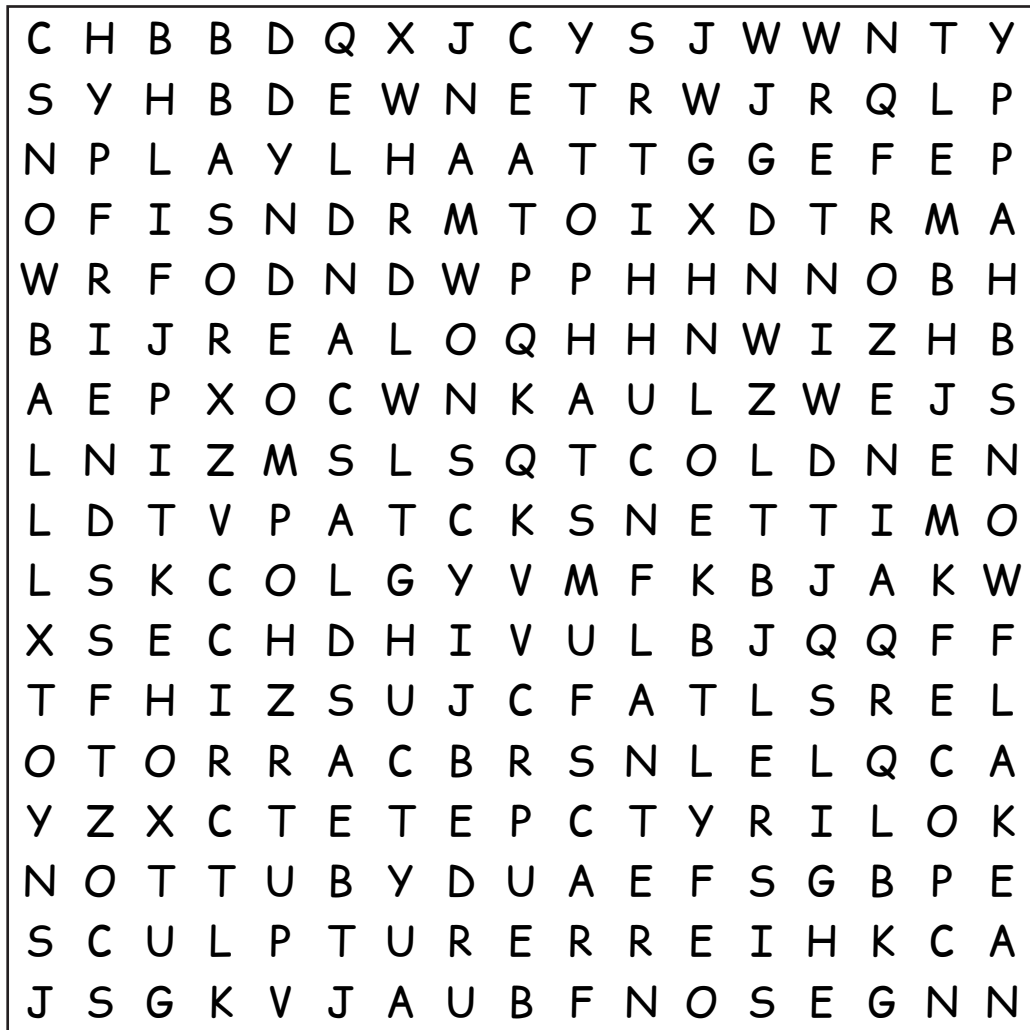 C H B B D Q X J C Y S J W W N T Y
S Y H B D E W N E T R W J R Q L P
N P L A Y L H A A T T G G E F E P
O F I S N D R M T O I X D T R M A
W R F O D N D W P P H H N N O B H
B I J R E A L O Q H H N W I Z H B
A E P X O C W N K A U L Z W E J S
L N I Z M S L S Q T C O L D N E N
L D T V P A T C K S N E T T I M O
L S K C O L G Y V M F K B J A K W
X S E C H D H I V U L B J Q Q F F
T F H I Z S U J C F A T L S R E L
O T O R R A C B R S N L E L Q C A
Y Z X C T E T E P C T Y R I L O K
N O T T U B Y D U A E F S G B P E
S C U L P T U R E R R E I H K C A
J S G K V J A U B F N O S E G N N